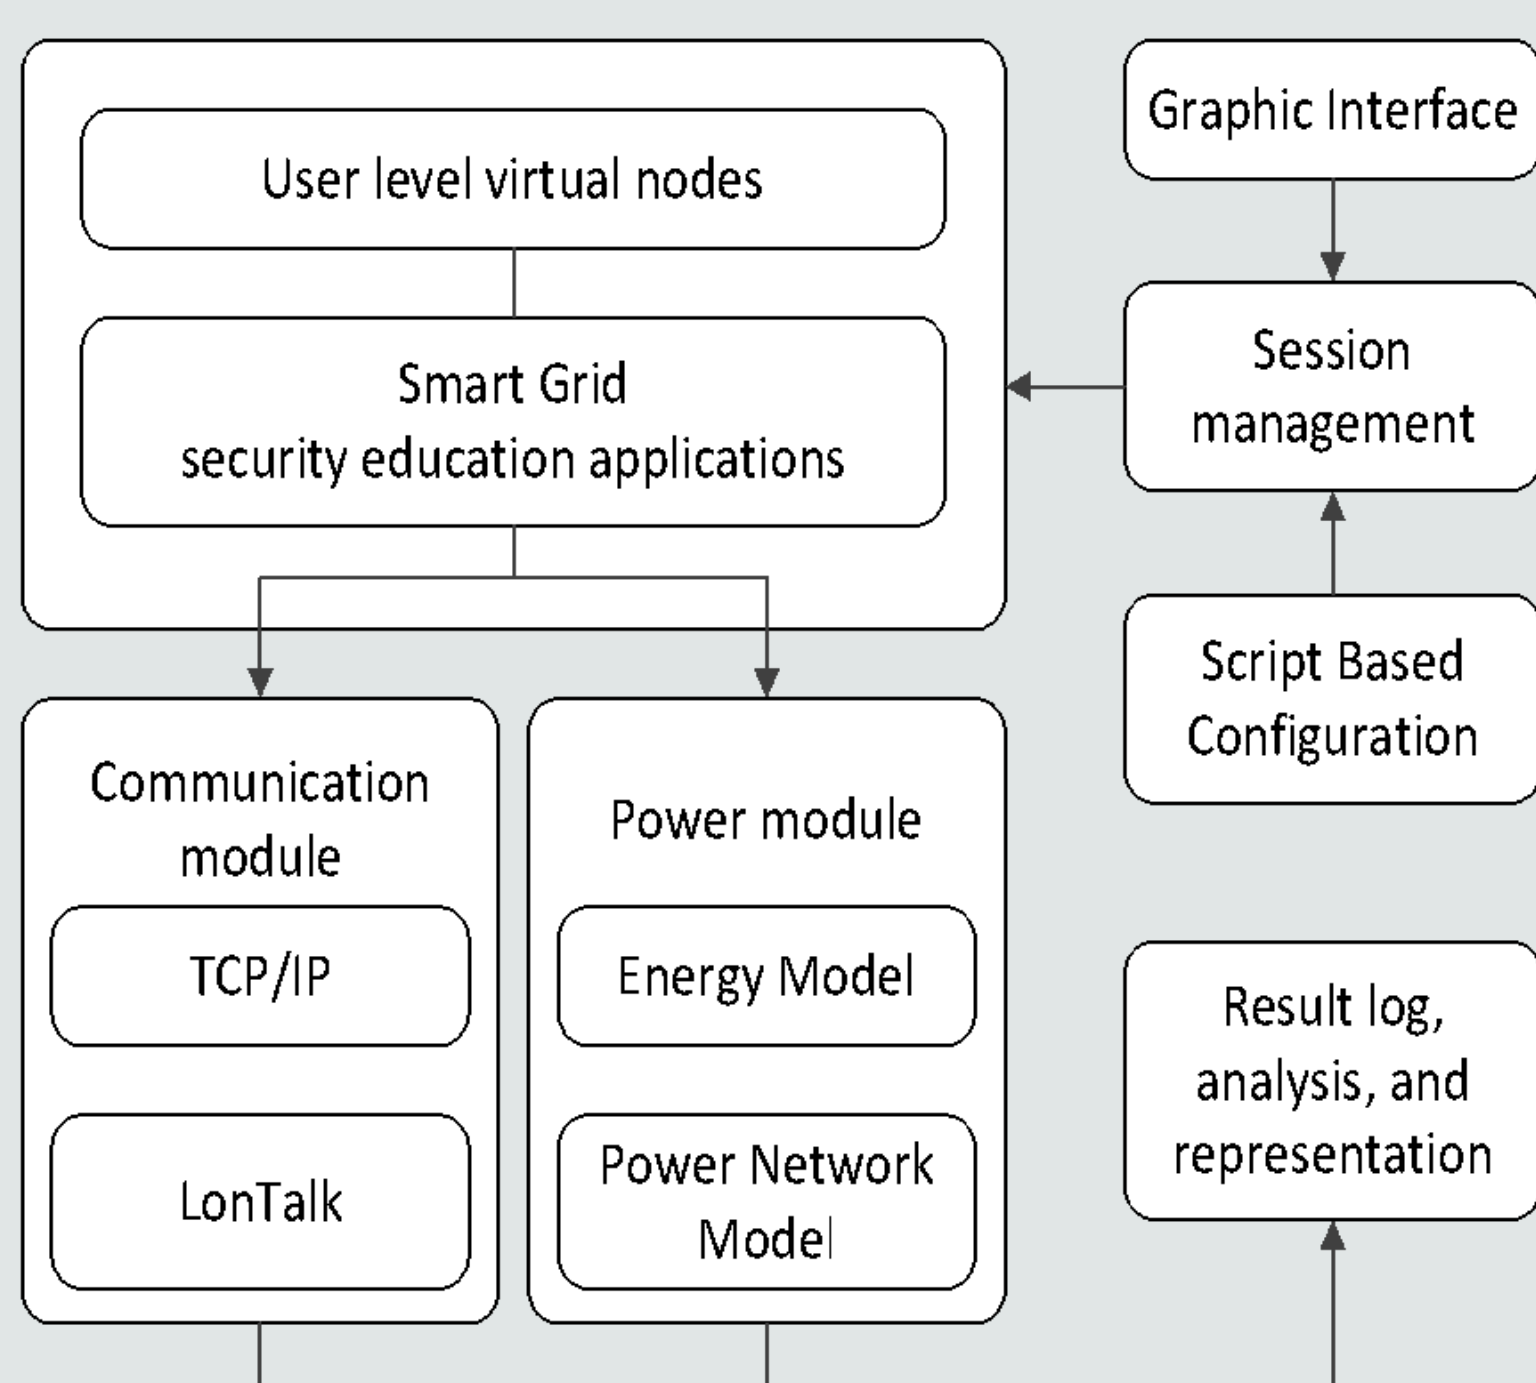 User level virtual nodes
Smart Grid
security education applications
Communication
module
TCP/IP
LonTalk
Power module
Energy Model
Power Network
Model
Graphic Interface
Session
management
Script Based
Configuration
Result log,
analysis, and
representation